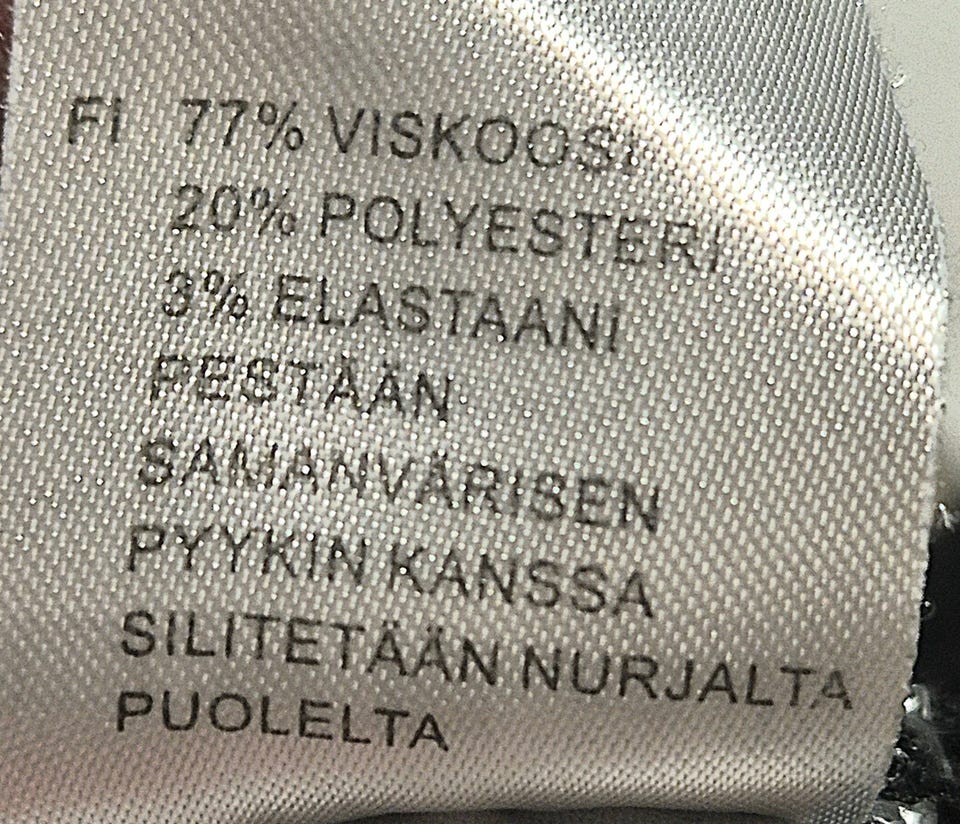 Fi 77% VISKOOSI
20% POLYESTERI
3% ELASTAANI
PESTÄÄN
SAMANVÄRISEN
PYYKIN KANSSA
SILITETÄÄN NURJALTA
PUOLELTA